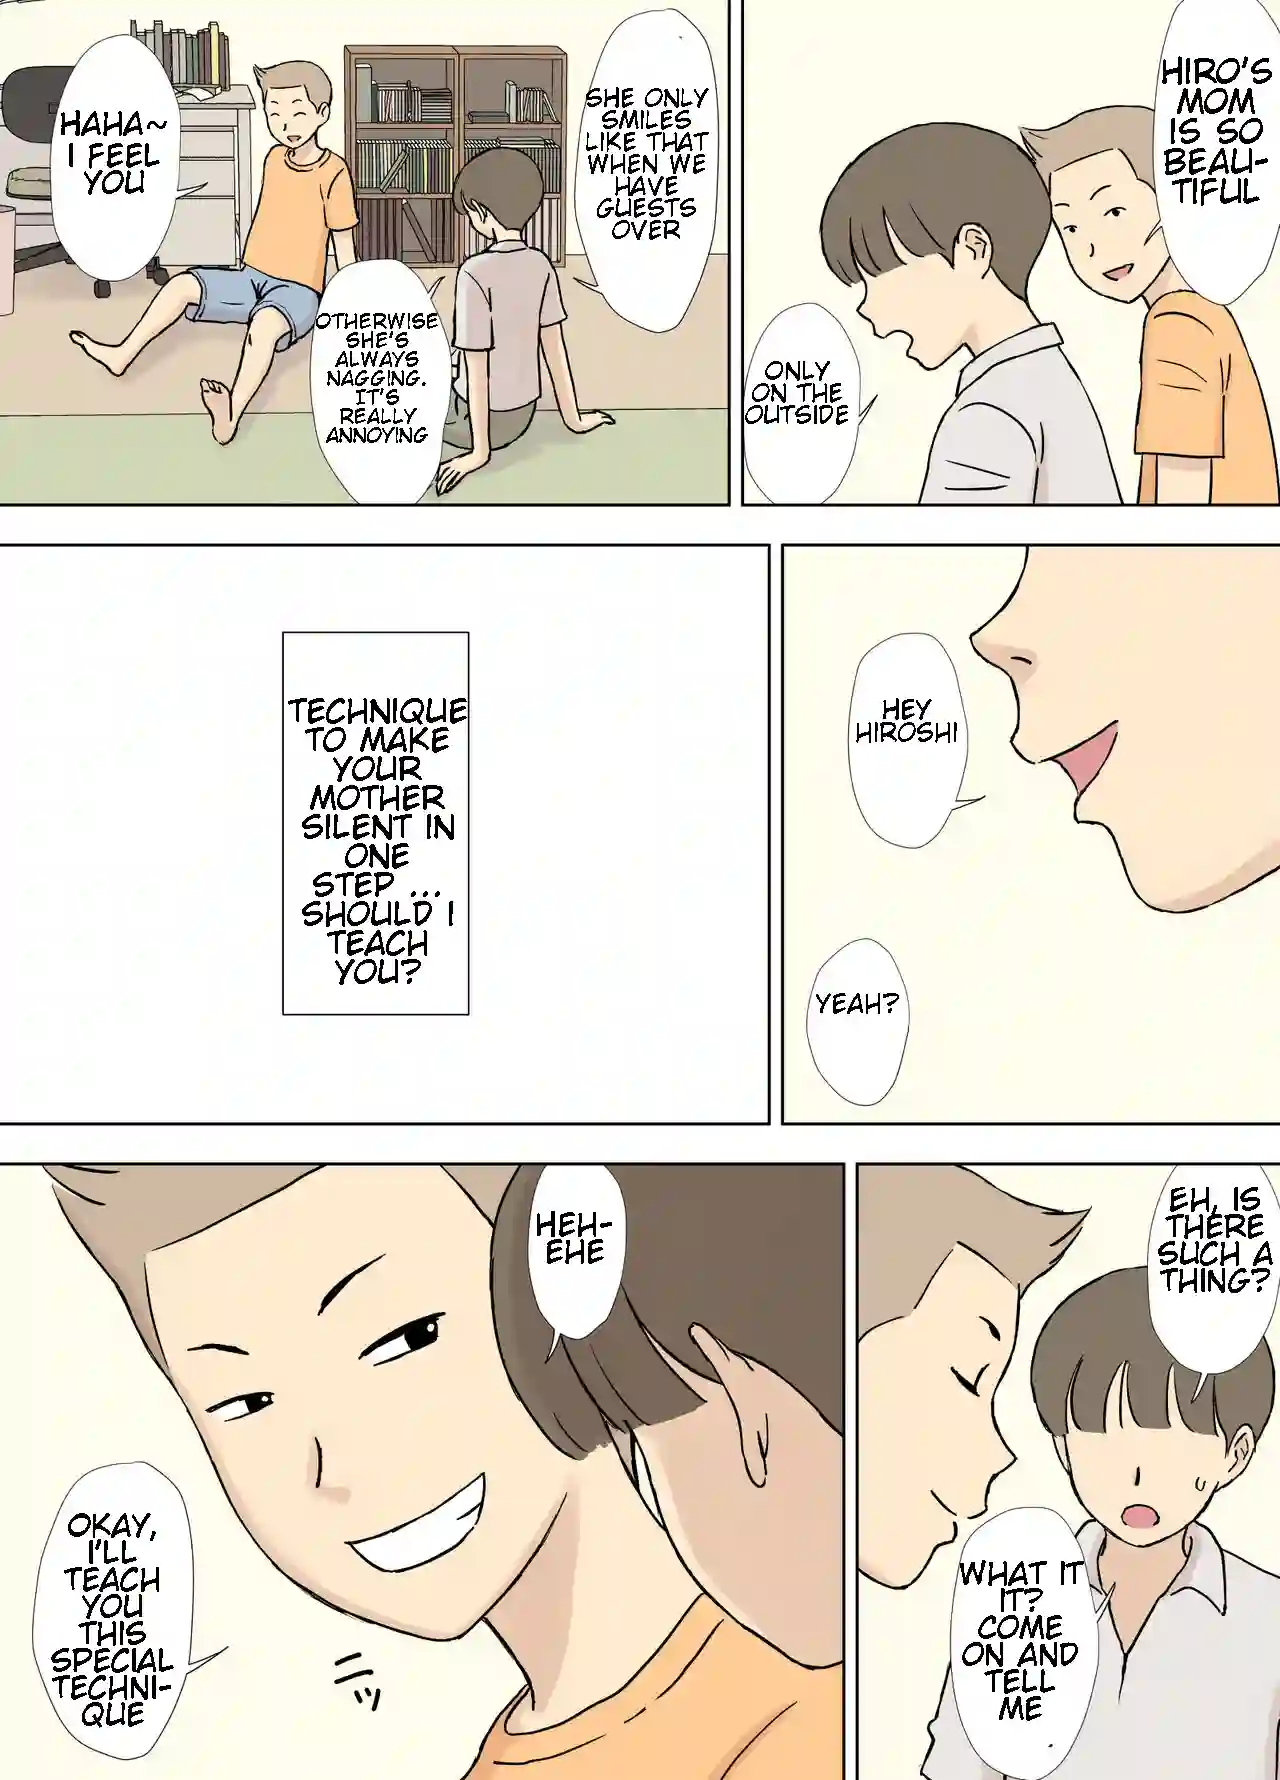 HIRO'S
MOM
IS SO
BEAU-
TIFUL
ONLY
ON THE
OUTSIDE
SHE ONLY
SMILES
LIKE THAT
WHEN WE
HAVE
GUESTS
OVER
OTHERWISE
SHE'S
ALWAYS
NAGGING.
IT'S
REALLY
ANNOYING
HAHA~
I FEEL
YOU
HEY
HIROSHI
YEAH?
TECHNIQUE
TO MAKE
YOUR
MOTHER
SILENT IN
ONE
STEP ...
SHOULD I
TEACH
YOU?
EH, IS
THERE
SUCH A
THING?
WHAT IT
IT?
COME
ON AND
TELL
ME
HEH-
EHE
OKAY,
I'LL
TEACH
YOU
THIS
SPECIAL
TECHNI-
QUE
ニッ